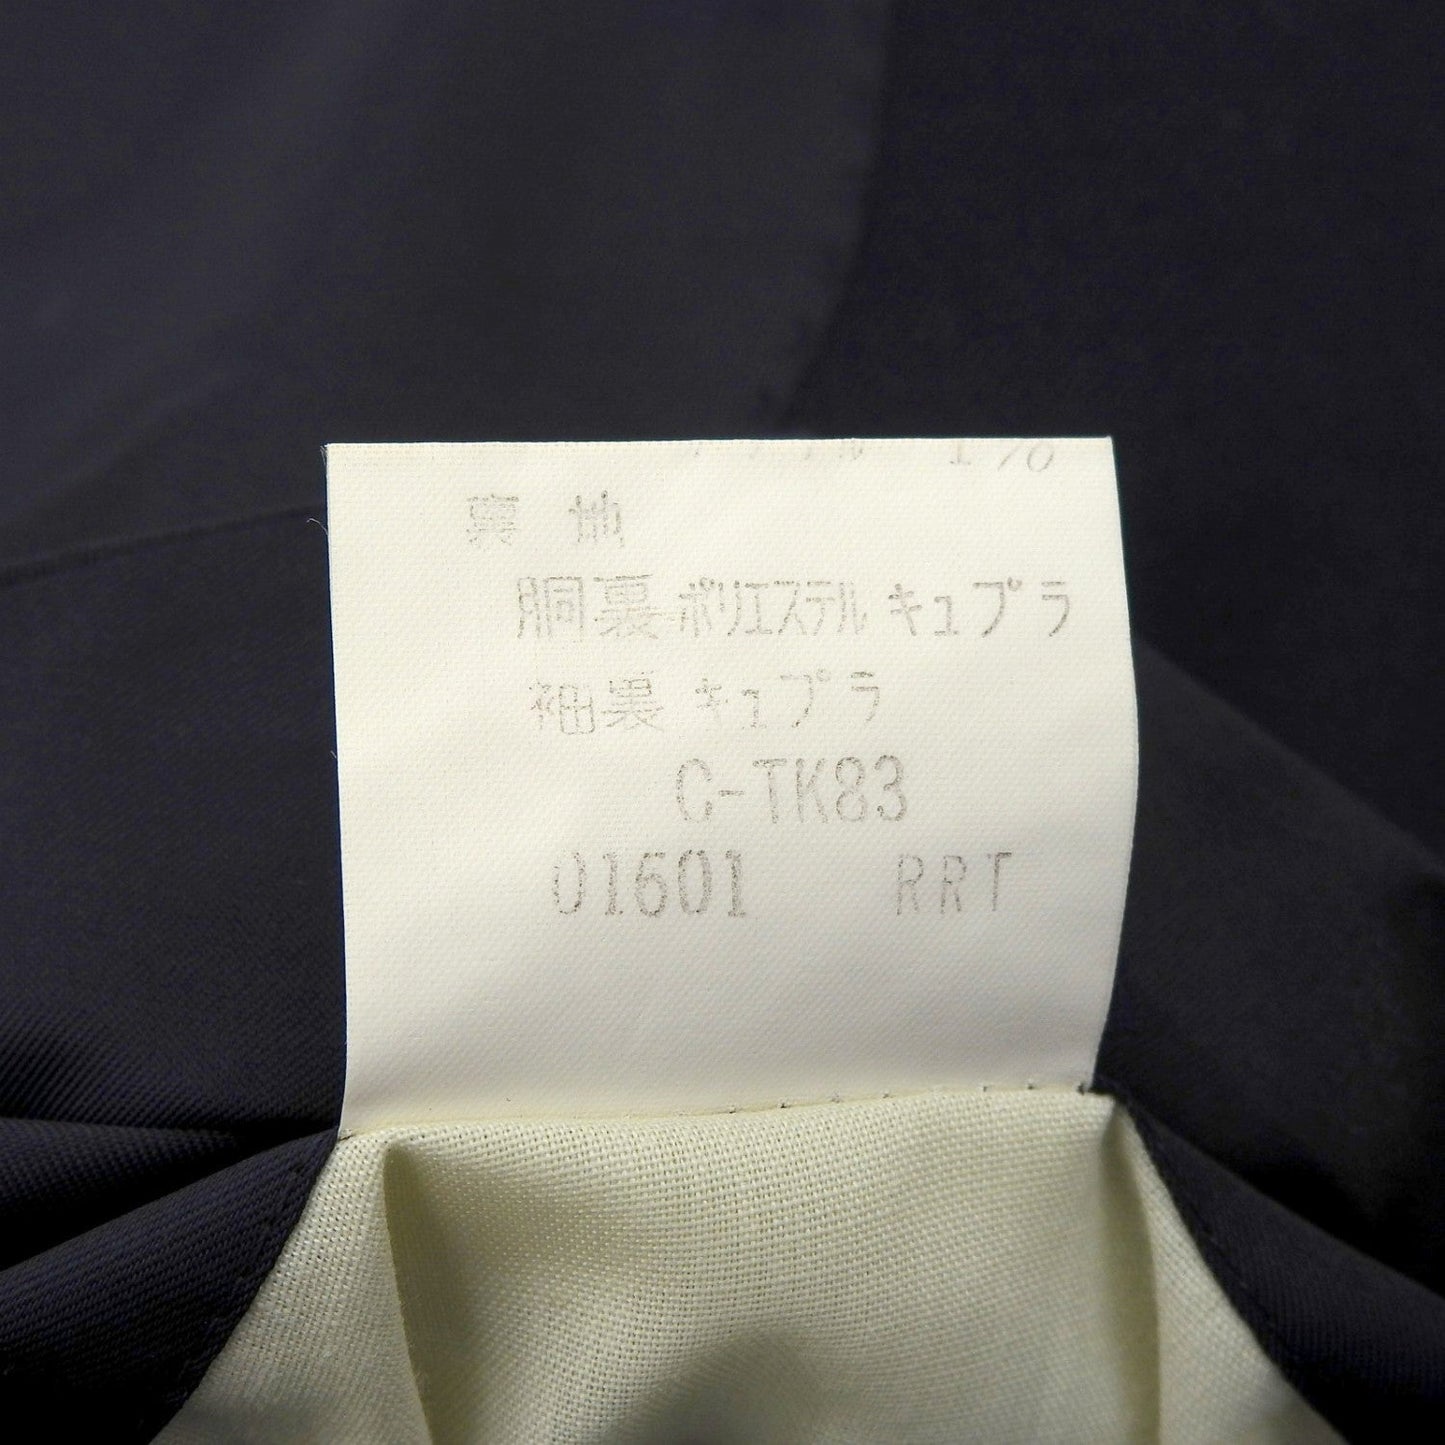 1%
裏地
胴裏 ポリエステル キュプラ
袖裏 キュプラ
C-TK83
01601 RRT